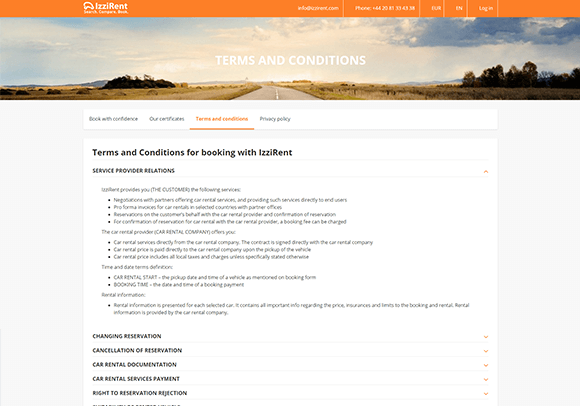 IzziRent
Search. Compare. Book.
info@izzirent.com
Phone: +44 20 81 33 43 38
EUR
EN
Log in
TERMS AND CONDITIONS
Book with confidence
Our certificates
Terms and conditions
Privacy policy
Terms and Conditions for booking with IzziRent
SERVICE PROVIDER RELATIONS
IzziRent provides you (THE CUSTOMER) the following services:
• Negotiations with partners offering car rental services, and providing such services directly to end users
• Pro forma invoices for car rentals in selected countries with partner offices
• Reservations on the customer's behalf with the car rental provider and confirmation of reservation
• For confirmation of reservation for car rental with the car rental provider, a booking fee can be charged
The car rental provider (CAR RENTAL COMPANY) offers you:
• Car rental services directly from the car rental company. The contract is signed directly with the car rental company.
• Car rental price is paid directly to the car rental company upon the pickup of the vehicle
• Car rental price includes all local taxes and charges unless specifically stated otherwise
Time and date terms definition:
• CAR RENTAL START – the pickup date and time of a vehicle as mentioned on booking form
• BOOKING TIME – the date and time of a booking payment
Rental information:
• Rental information is presented for each selected car. It contains all important info regarding the price, insurances and limits to the booking and rental. Rental
information is provided by the car rental company.
CHANGING RESERVATION
CANCELLATION OF RESERVATION
CAR RENTAL DOCUMENTATION
CAR RENTAL SERVICES PAYMENT
RIGHT TO RESERVATION REJECTION